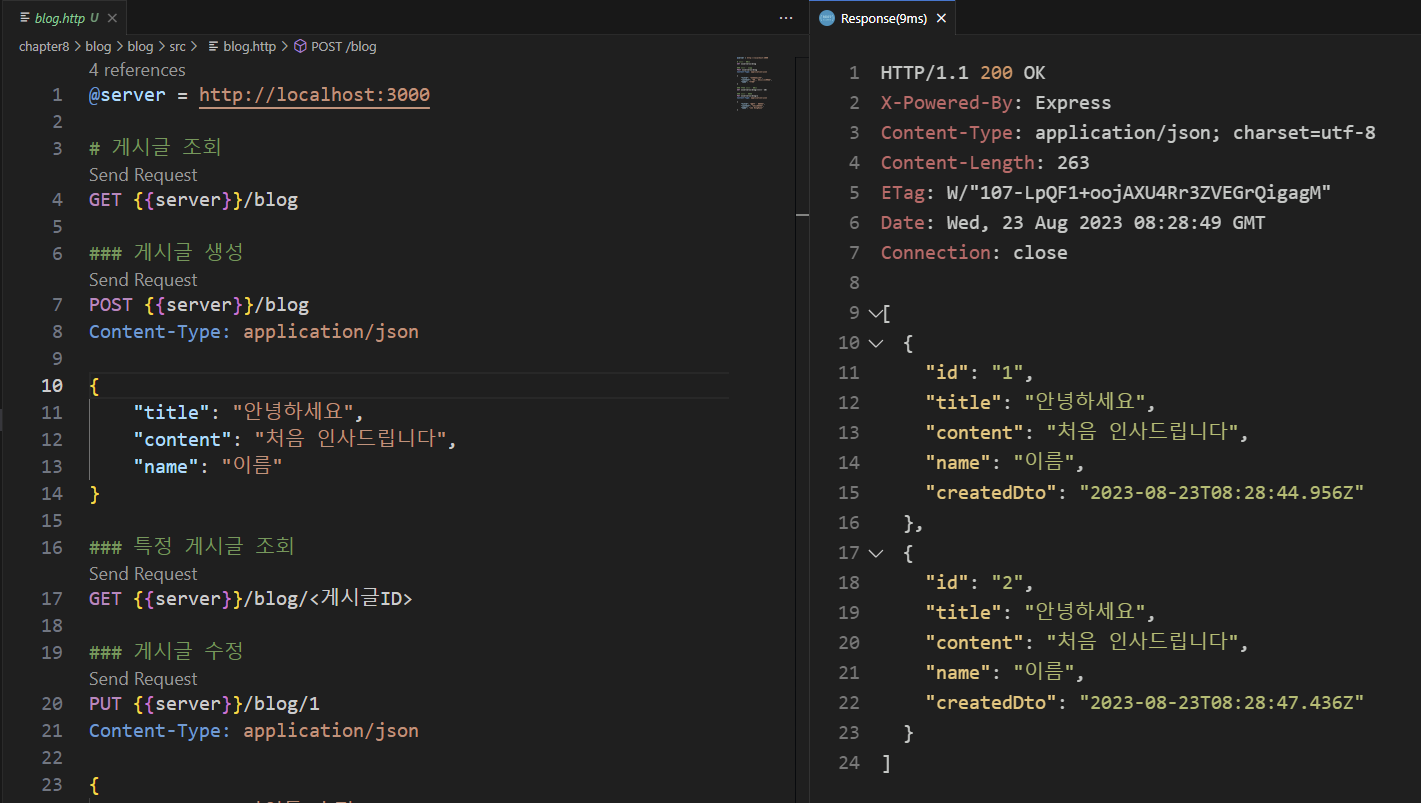 blog.http U
chapter8 > blog > blog > src > blog.http > POST /blog
4 references
1 @server = http://localhost:3000
2
3 # 게시글 조회
Send Request
4 GET {{server}}/blog
5
6 ### 게시글 생성
Send Request
7 POST {{server}}/blog
8 Content-Type: application/json
9
10 {
11 "title": "안녕하세요",
12 "content": "처음 인사드립니다",
13 "name": "이름"
14 }
15
16 ### 특정 게시글 조회
Send Request
17 GET {{server}}/blog/<게시글ID>
18
19 ### 게시글 수정
Send Request
20 PUT {{server}}/blog/1
21 Content-Type: application/json
22
23 {
Response(9ms)
1 HTTP/1.1 200 OK
2 X-Powered-By: Express
3 Content-Type: application/json; charset=utf-8
4 Content-Length: 263
5 ETag: W/"107-LpQF1+oojAXU4Rr3ZVEGrQigagM"
6 Date: Wed, 23 Aug 2023 08:28:49 GMT
7 Connection: close
8
9 [
10 {
11 "id": "1",
12 "title": "안녕하세요",
13 "content": "처음 인사드립니다",
14 "name": "이름",
15 "createdDto": "2023-08-23T08:28:44.956Z"
16 },
17 {
18 "id": "2",
19 "title": "안녕하세요",
20 "content": "처음 인사드립니다",
21 "name": "이름",
22 "createdDto": "2023-08-23T08:28:47.436Z"
23 }
24 ]